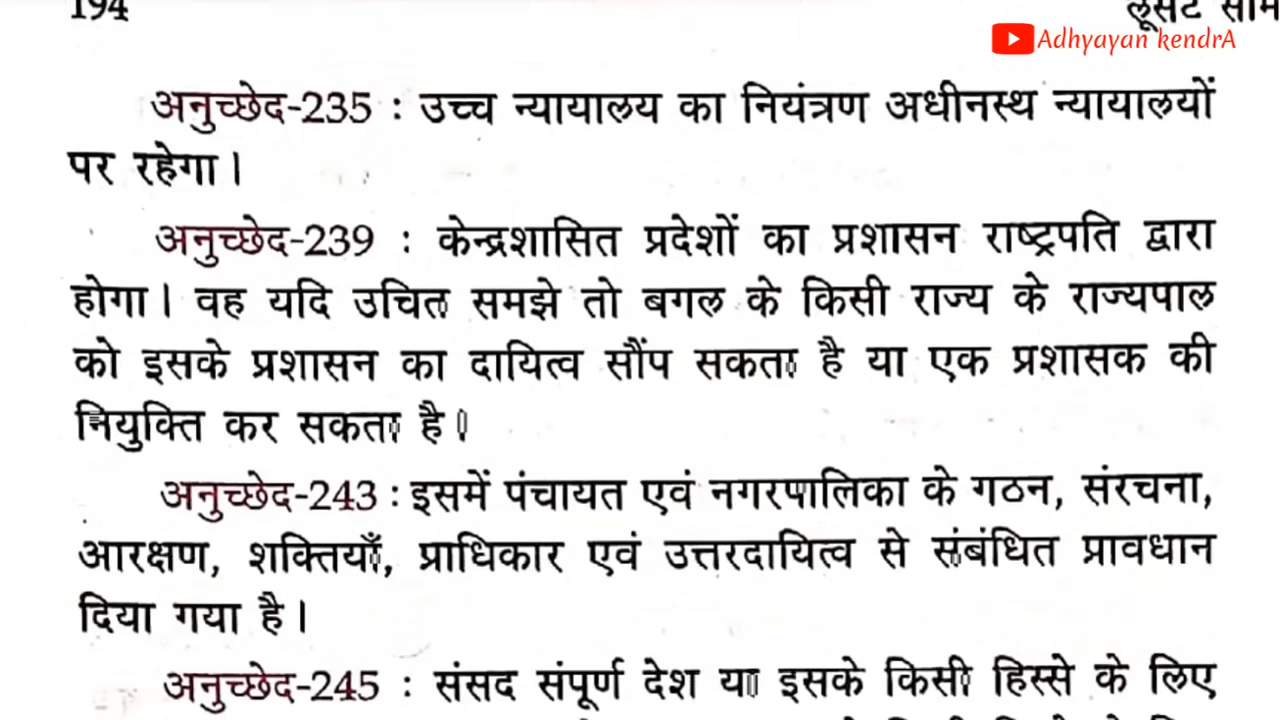 194
लूसेंट साम
Adhyayan kendrA
अनुच्छेद-235 : उच्च न्यायालय का नियंत्रण अधीनस्थ न्यायालयों
पर रहेगा।
अनुच्छेद-239 : केन्द्रशासित प्रदेशों का प्रशासन राष्ट्रपति द्वारा
होगा। वह यदि उचित समझे तो बगल के किसी राज्य के राज्यपाल
को इसके प्रशासन का दायित्व सौंप सकता है या एक प्रशासक की
नियुक्ति कर सकता है।
अनुच्छेद-243 : इसमें पंचायत एवं नगरपालिका के गठन, संरचना,
आरक्षण, शक्तियाँ, प्राधिकार एवं उत्तरदायित्व से संबंधित प्रावधान
दिया गया है।
अनुच्छेद-245 : संसद संपूर्ण देश या इसके किसी हिस्से के लिए